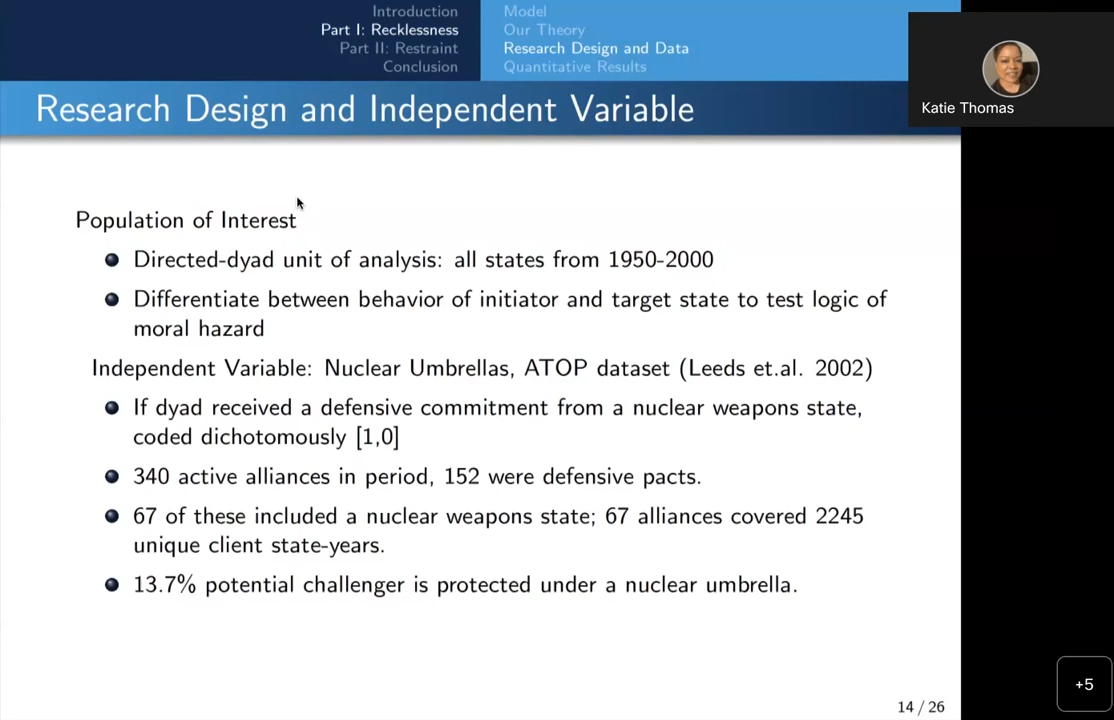 Introduction
Part I: Recklessness
Part II: Restraint
Conclusion
Model
Our Theory
Research Design and Data
Quantitative Results
Katie Thomas
Research Design and Independent Variable
Population of Interest
Directed-dyad unit of analysis: all states from 1950-2000
Differentiate between behavior of initiator and target state to test logic of
moral hazard
Independent Variable: Nuclear Umbrellas, ATOP dataset (Leeds et.al. 2002)
If dyad received a defensive commitment from a nuclear weapons state,
coded dichotomously [1,0]
340 active alliances in period, 152 were defensive pacts.
67 of these included a nuclear weapons state; 67 alliances covered 2245
unique client state-years.
13.7% potential challenger is protected under a nuclear umbrella.
+5
14 / 26